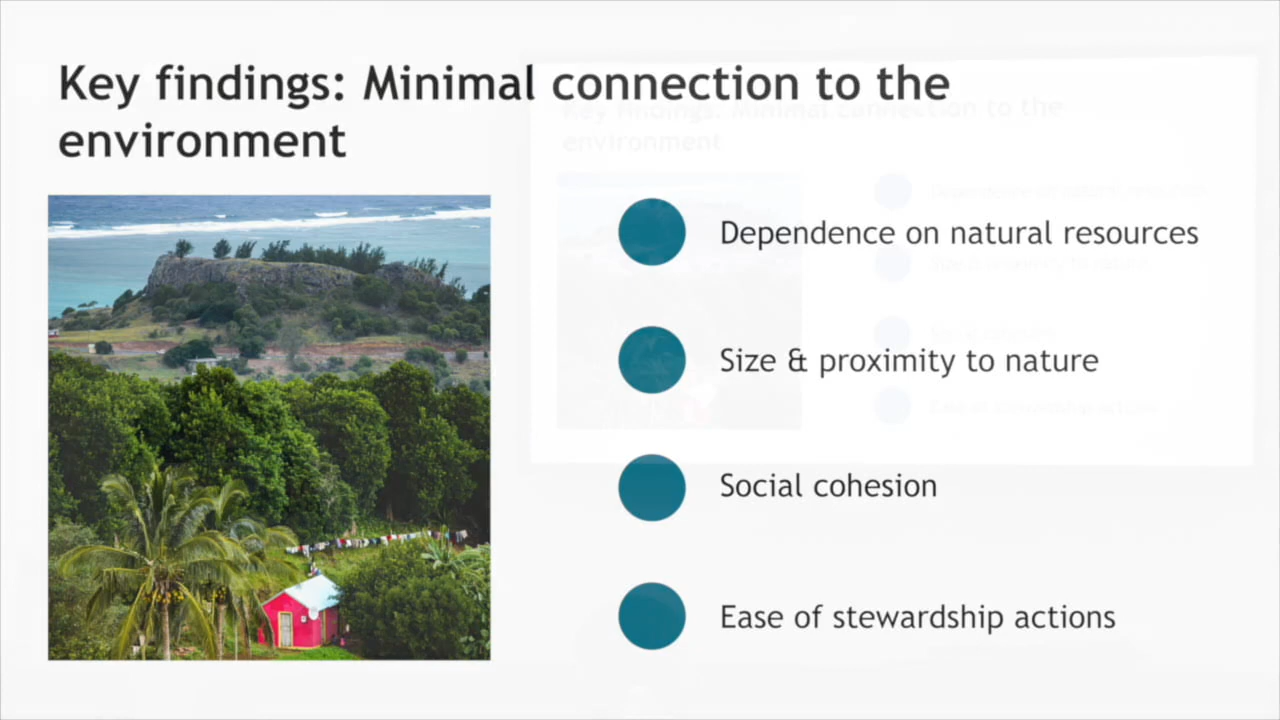 Key findings: Minimal connection to the
environment
Dependence on natural resources
Size & proximity to nature
Social cohesion
Ease of stewardship actions